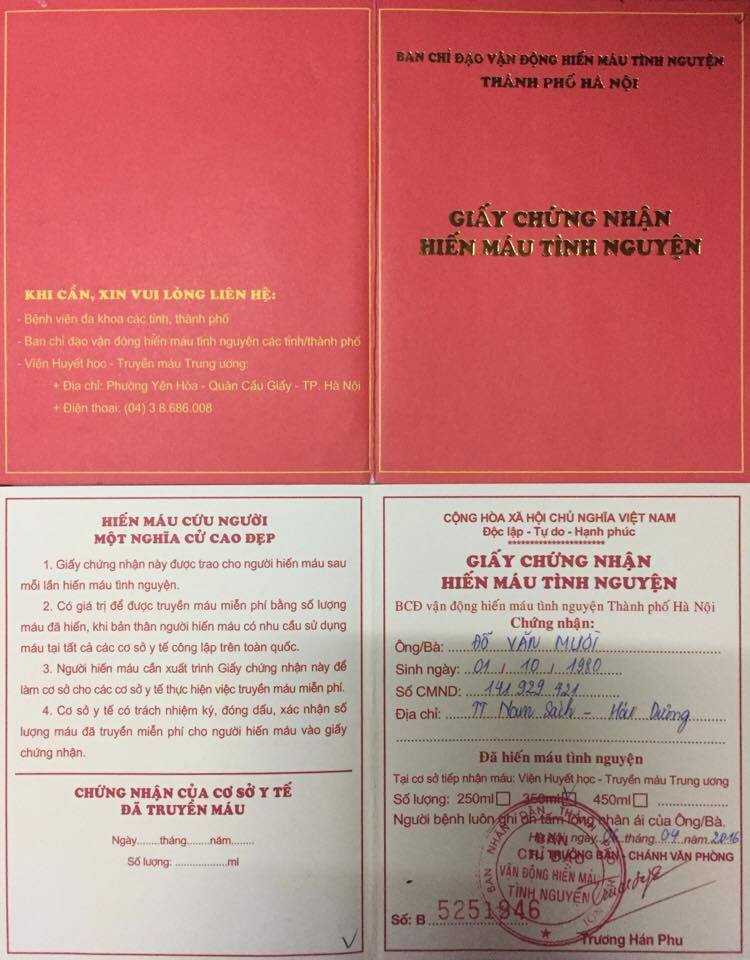 BAN CHỈ ĐẠO VẬN ĐỘNG HIẾN MÁU TÌNH NGUYỆN
THÀNH PHỐ HÀ NỘI
GIẤY CHỨNG NHẬN
HIẾN MÁU TÌNH NGUYỆN
KHI CẦN, XIN VUI LÒNG LIÊN HỆ:
- Bệnh viện đa khoa các tỉnh, thành phố
- Ban chỉ đạo vận động hiến máu tình nguyện các tỉnh/thành phố
- Viện Huyết học - Truyền máu Trung ương:
+ Địa chỉ: Phường Yên Hòa - Quận Cầu Giấy - TP. Hà Nội
+ Điện thoại: (04) 3 8.686.008
HIẾN MÁU CỨU NGƯỜI
MỘT NGHĨA CỬ CAO ĐẸP
1. Giấy chứng nhận này được trao cho người hiến máu sau
mỗi lần hiến máu tình nguyện.
2. Có giá trị để được truyền máu miễn phí bằng số lượng
máu đã hiến, khi bản thân người hiến máu có nhu cầu sử dụng
máu tại tất cả các cơ sở y tế công lập trên toàn quốc.
3. Người hiến máu cần xuất trình Giấy chứng nhận này để
làm cơ sở cho các cơ sở y tế thực hiện việc truyền máu miễn phí.
4. Cơ sở y tế có trách nhiệm ký, đóng dấu, xác nhận số
lượng máu đã truyền miễn phí cho người hiến máu vào giấy
chứng nhận.
CHỨNG NHẬN CỦA CƠ SỞ Y TẾ
ĐÃ TRUYỀN MÁU
Ngày.......tháng.......năm.......
Số lượng: ................ml
CỘNG HÒA XÃ HỘI CHỦ NGHĨA VIỆT NAM
Độc lập - Tự do - Hạnh phúc
**********************
GIẤY CHỨNG NHẬN
HIẾN MÁU TÌNH NGUYỆN
BCĐ vận động hiến máu tình nguyện Thành phố Hà Nội
Chứng nhận:
Ông/Bà: ĐỖ VĂN MƯỜI
Sinh ngày: 01 / 10 / 1980
Số CMND: 141 929 421
Địa chỉ: TT Nam Sách - Hải Dương
Đã hiến máu tình nguyện
Tại cơ sở tiếp nhận máu: Viện Huyết học - Truyền máu Trung ương
Số lượng: 250ml 350ml 450ml
Người bệnh luôn ghi ơn tấm lòng nhân ái của Ông/Bà.
Hà Nội, ngày 06 tháng 04 năm 2016
TL. TRƯỞNG BAN - CHÁNH VĂN PHÒNG
BAN
CHỈ ĐẠO
VẬN ĐỘNG HIẾN MÁU
TÌNH NGUYỆN
Số: B 5251946
Trương Hán Phu